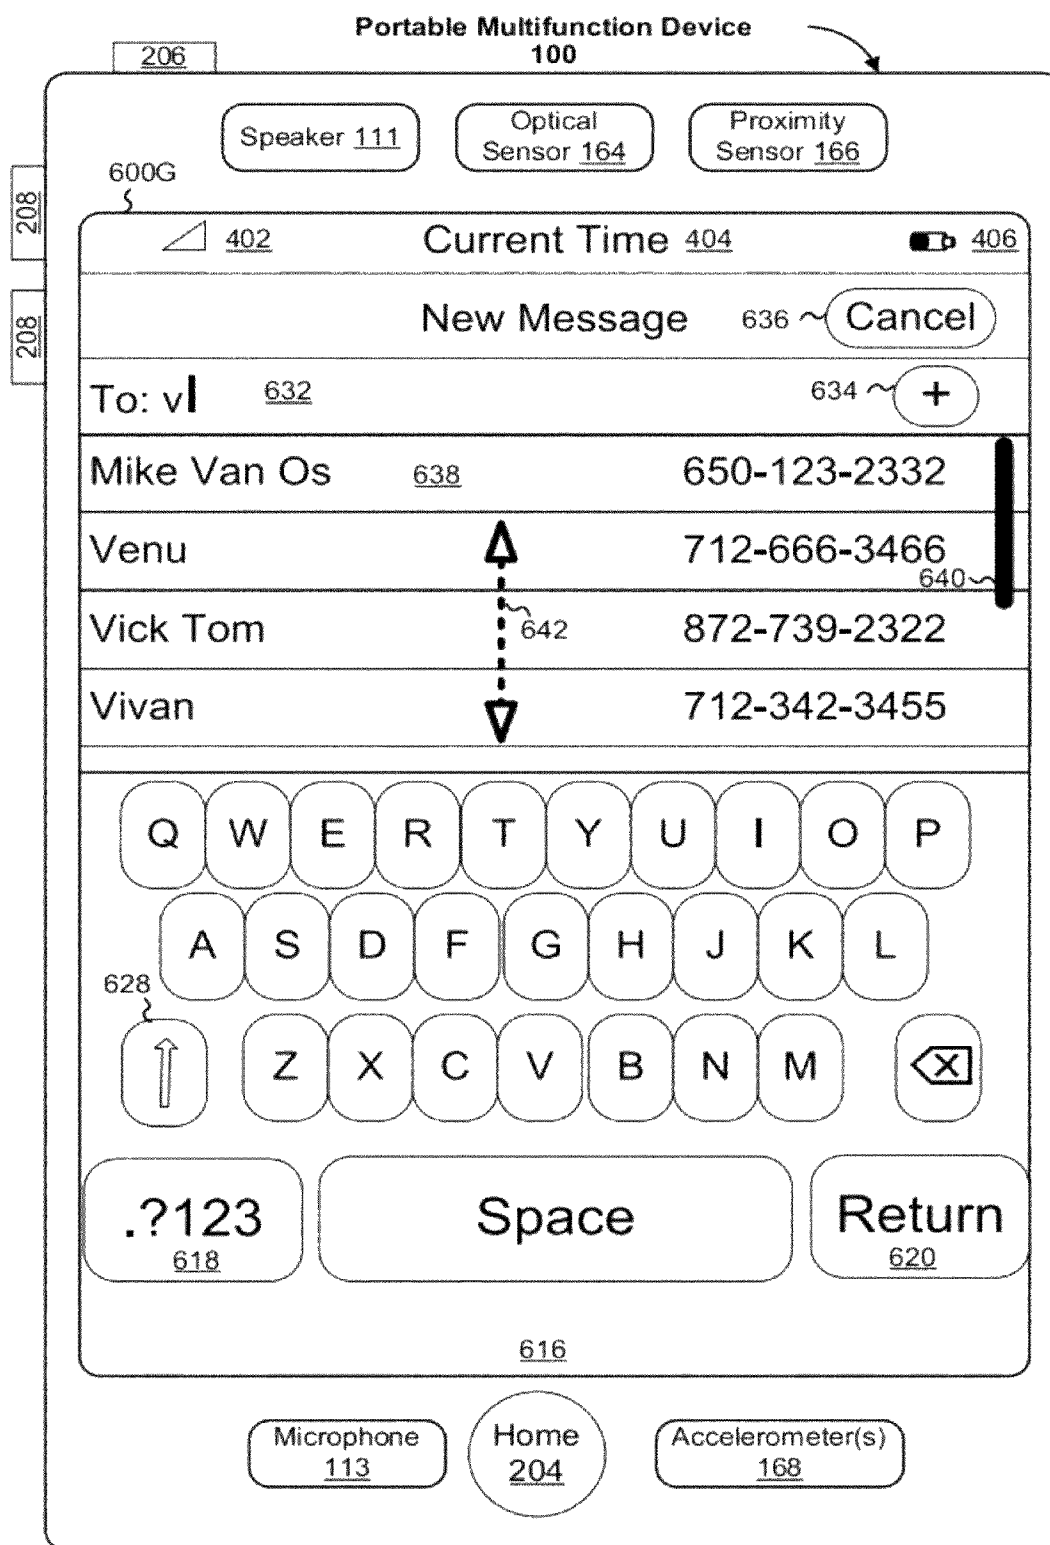 Portable Multifunction Device
100
206
Speaker 111
Optical
Sensor 164
Proximity
Sensor 166
600G
208
208
402
Current Time 404
406
New Message
636
Cancel
To: v
632
634
+
Mike Van Os
638
650-123-2332
Venu
712-666-3466
640
Vick Tom
642
872-739-2322
Vivan
712-342-3455
Q W E R T Y U I O P
A S D F G H J K L
628
Z X C V B N M
.?123
618
Space
Return
620
616
Microphone
113
Home
204
Accelerometer(s)
168